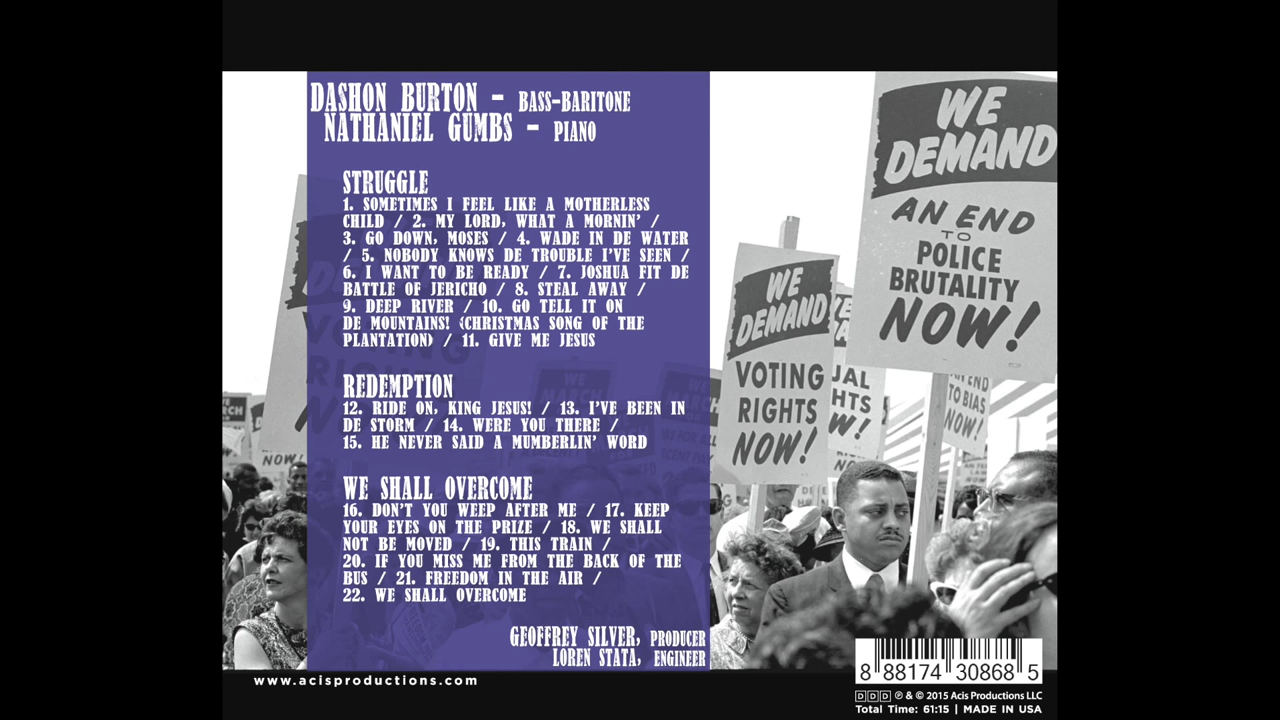 DASHON BURTON - BASS-BARITONE
NATHANIEL GUMBS - PIANO
STRUGGLE
1. SOMETIMES I FEEL LIKE A MOTHERLESS
CHILD / 2. MY LORD, WHAT A MORNIN' /
3. GO DOWN, MOSES / 4. WADE IN DE WATER
/ 5. NOBODY KNOWS DE TROUBLE I'VE SEEN /
6. I WANT TO BE READY / 7. JOSHUA FIT DE
BATTLE OF JERICHO / 8. STEAL AWAY /
9. DEEP RIVER / 10. GO TELL IT ON
DE MOUNTAINS! (CHRISTMAS SONG OF THE
PLANTATION) / 11. GIVE ME JESUS
REDEMPTION
12. RIDE ON, KING JESUS! / 13. I'VE BEEN IN
DE STORM / 14. WERE YOU THERE /
15. HE NEVER SAID A MUMBERLIN' WORD
WE SHALL OVERCOME
16. DON'T YOU WEEP AFTER ME / 17. KEEP
YOUR EYES ON THE PRIZE / 18. WE SHALL
NOT BE MOVED / 19. THIS TRAIN /
20. IF YOU MISS ME FROM THE BACK OF THE
BUS / 21. FREEDOM IN THE AIR /
22. WE SHALL OVERCOME
GEOFFREY SILVER, PRODUCER
LOREN STATA, ENGINEER
WE
DEMAND
VOTING
RIGHTS
NOW!
WE
DEMAND
AN END
TO
POLICE
BRUTALITY
NOW!
UAL
HTS
W!
AN END
TO BIAS
NOW!
NOW!
www.acisproductions.com
8 88174 30868 5
DDD ℗ & © 2015 Acis Productions LLC
Total Time: 61:15 | MADE IN USA